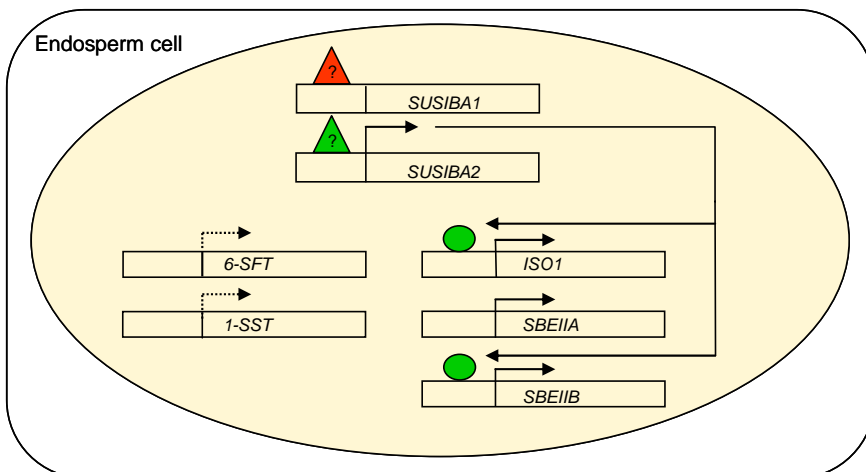 Endosperm cell
?
SUSIBA1
?
SUSIBA2
6-SFT
ISO1
1-SST
SBEIIA
SBEIIB